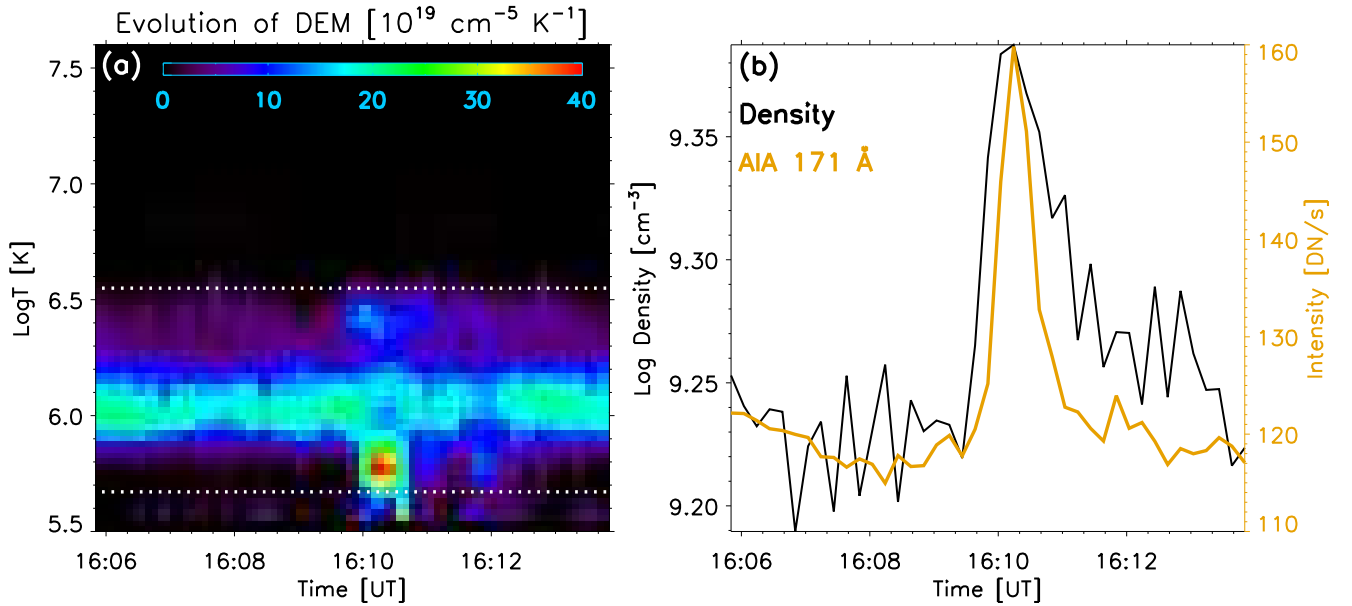 Evolution of DEM [10¹⁹ cm⁻⁵ K⁻¹]
(a)
0 10 20 30 40
7.5
7.0
6.5
6.0
5.5
LogT [K]
16:06 16:08 16:10 16:12
Time [UT]
(b)
Density
AIA 171 Å
9.35
9.30
9.25
9.20
Log Density [cm⁻³]
160
150
140
130
120
110
Intensity [DN/s]
16:06 16:08 16:10 16:12
Time [UT]